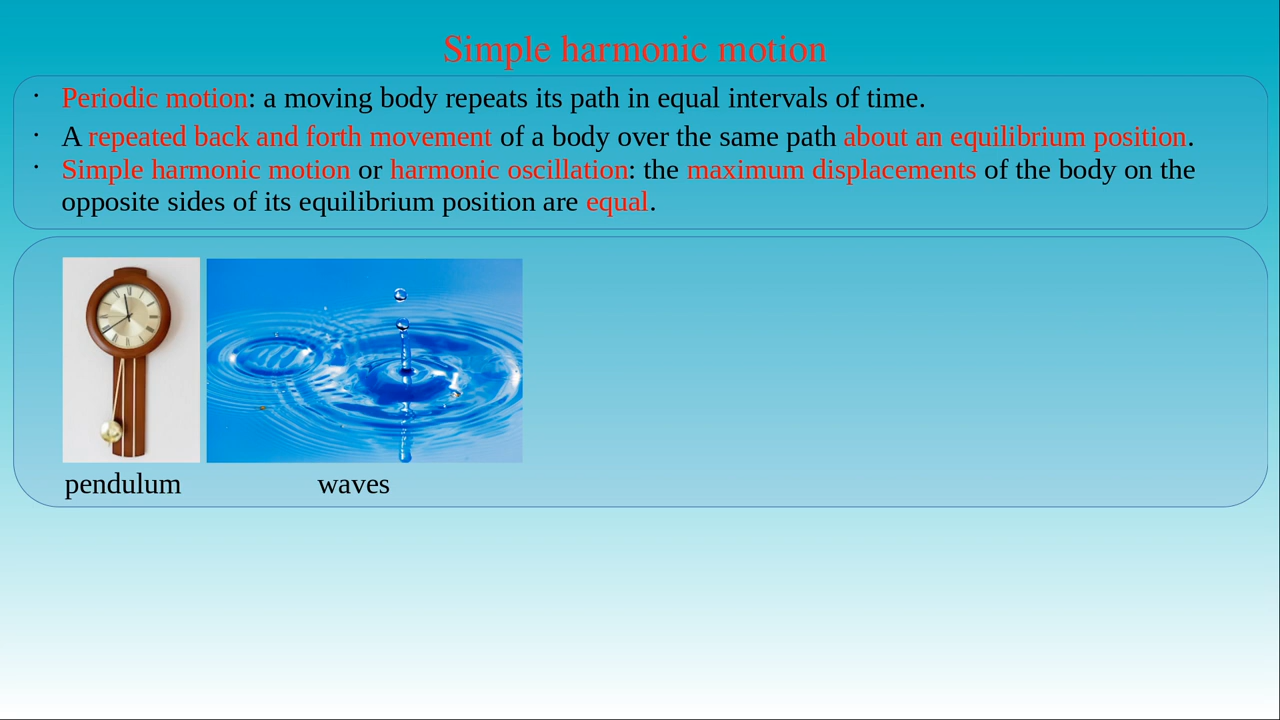 Simple harmonic motion
· Periodic motion: a moving body repeats its path in equal intervals of time.
· A repeated back and forth movement of a body over the same path about an equilibrium position.
· Simple harmonic motion or harmonic oscillation: the maximum displacements of the body on the
opposite sides of its equilibrium position are equal.
pendulum waves